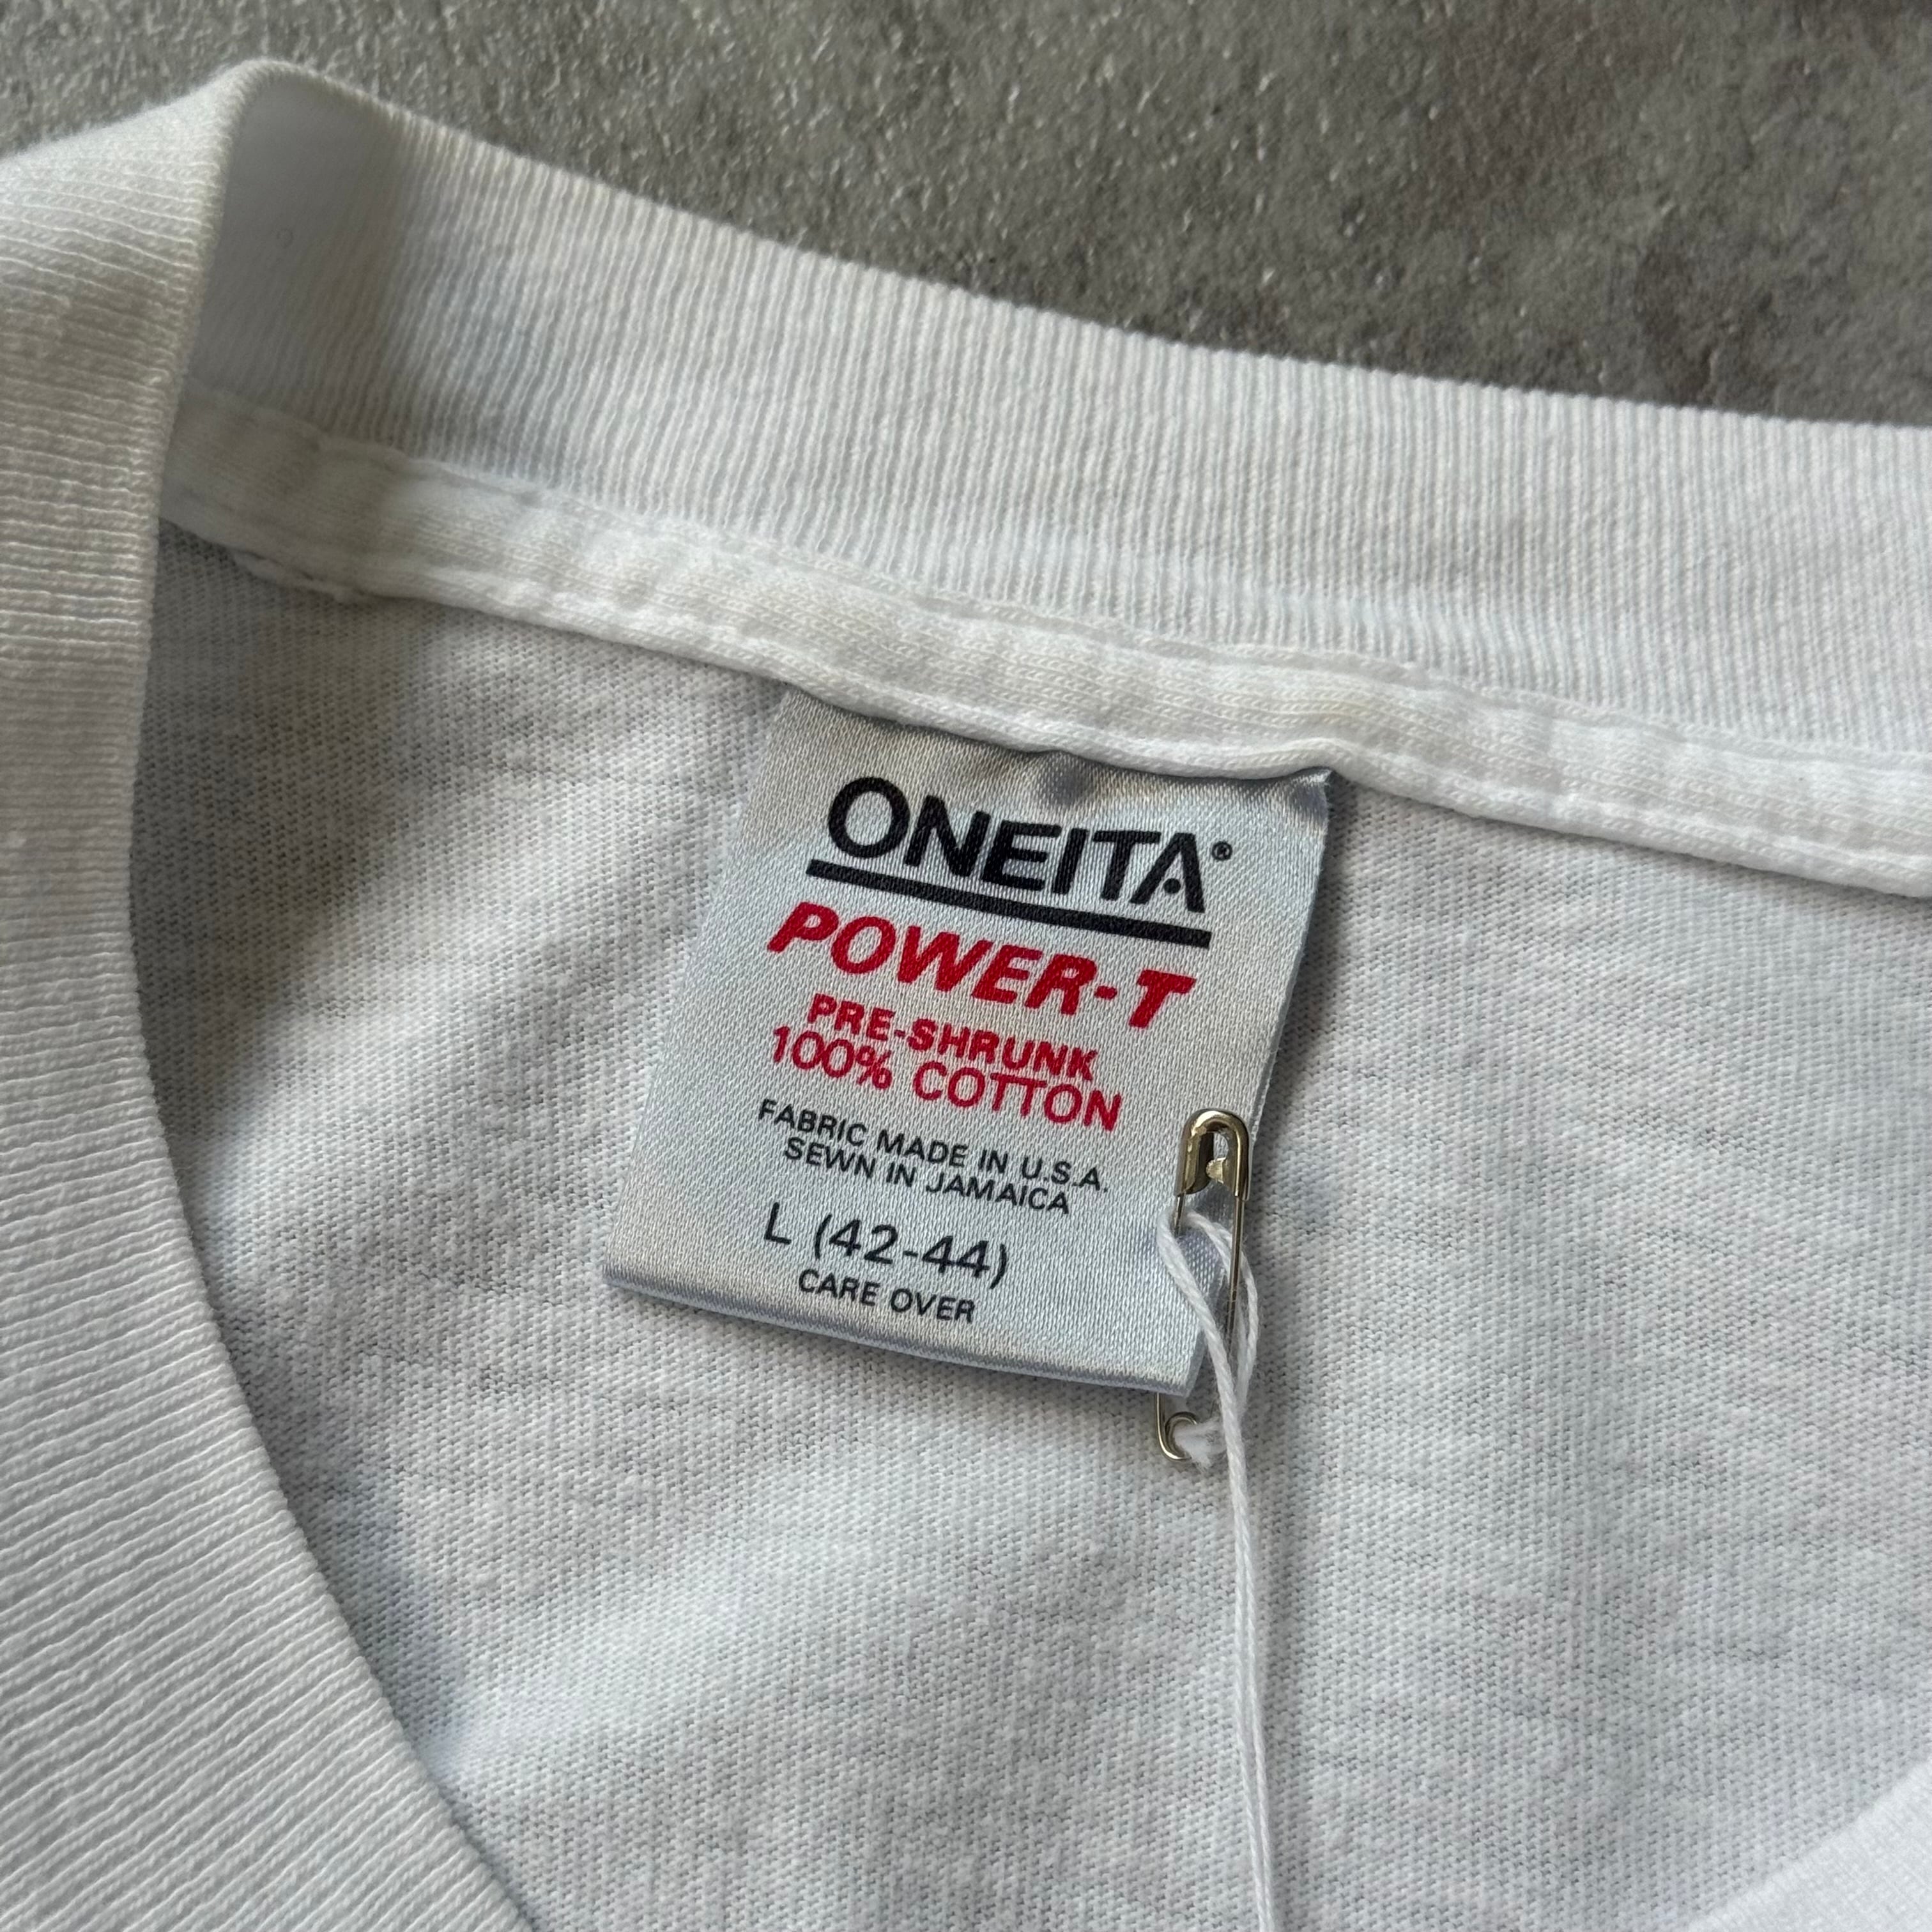 ONEITA®
POWER-T
PRE-SHRUNK
100% COTTON
FABRIC MADE IN U.S.A.
SEWN IN JAMAICA
L (42-44)
CARE OVER